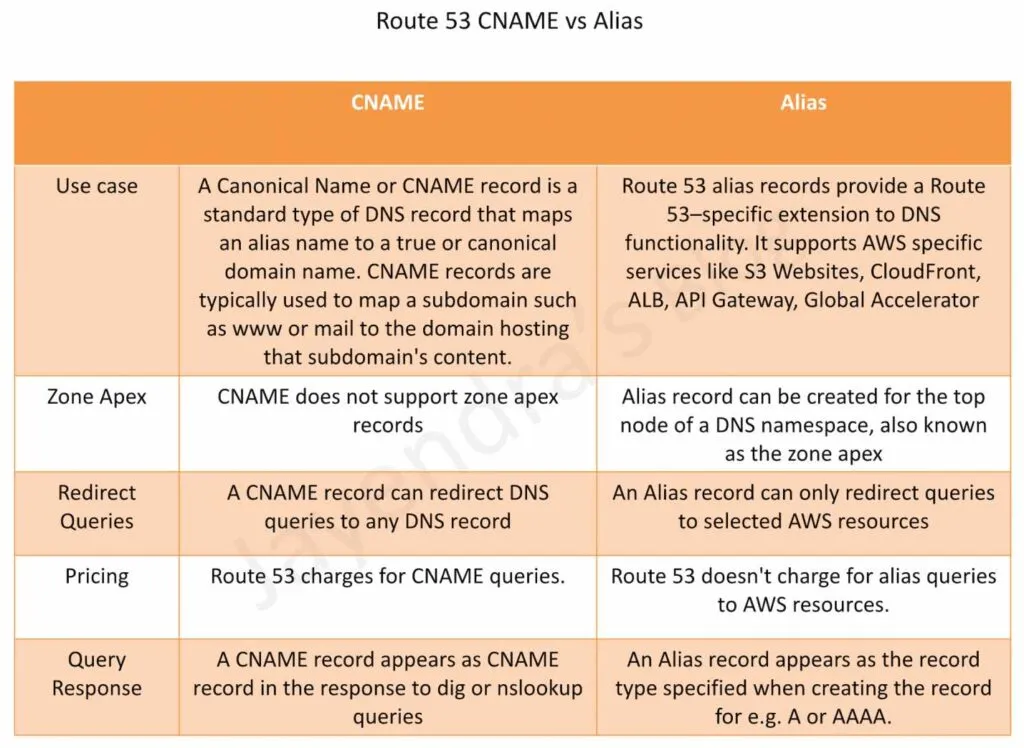 Route 53 CNAME vs Alias
CNAME
Alias
Use case
A Canonical Name or CNAME record is a
standard type of DNS record that maps
an alias name to a true or canonical
domain name. CNAME records are
typically used to map a subdomain such
as www or mail to the domain hosting
that subdomain's content.
Route 53 alias records provide a Route
53–specific extension to DNS
functionality. It supports AWS specific
services like S3 Websites, CloudFront,
ALB, API Gateway, Global Accelerator
Zone Apex
CNAME does not support zone apex
records
Alias record can be created for the top
node of a DNS namespace, also known
as the zone apex
Redirect
Queries
A CNAME record can redirect DNS
queries to any DNS record
An Alias record can only redirect queries
to selected AWS resources
Pricing
Route 53 charges for CNAME queries.
Route 53 doesn't charge for alias queries
to AWS resources.
Query
Response
A CNAME record appears as CNAME
record in the response to dig or nslookup
queries
An Alias record appears as the record
type specified when creating the record
for e.g. A or AAAA.
Jayendra's